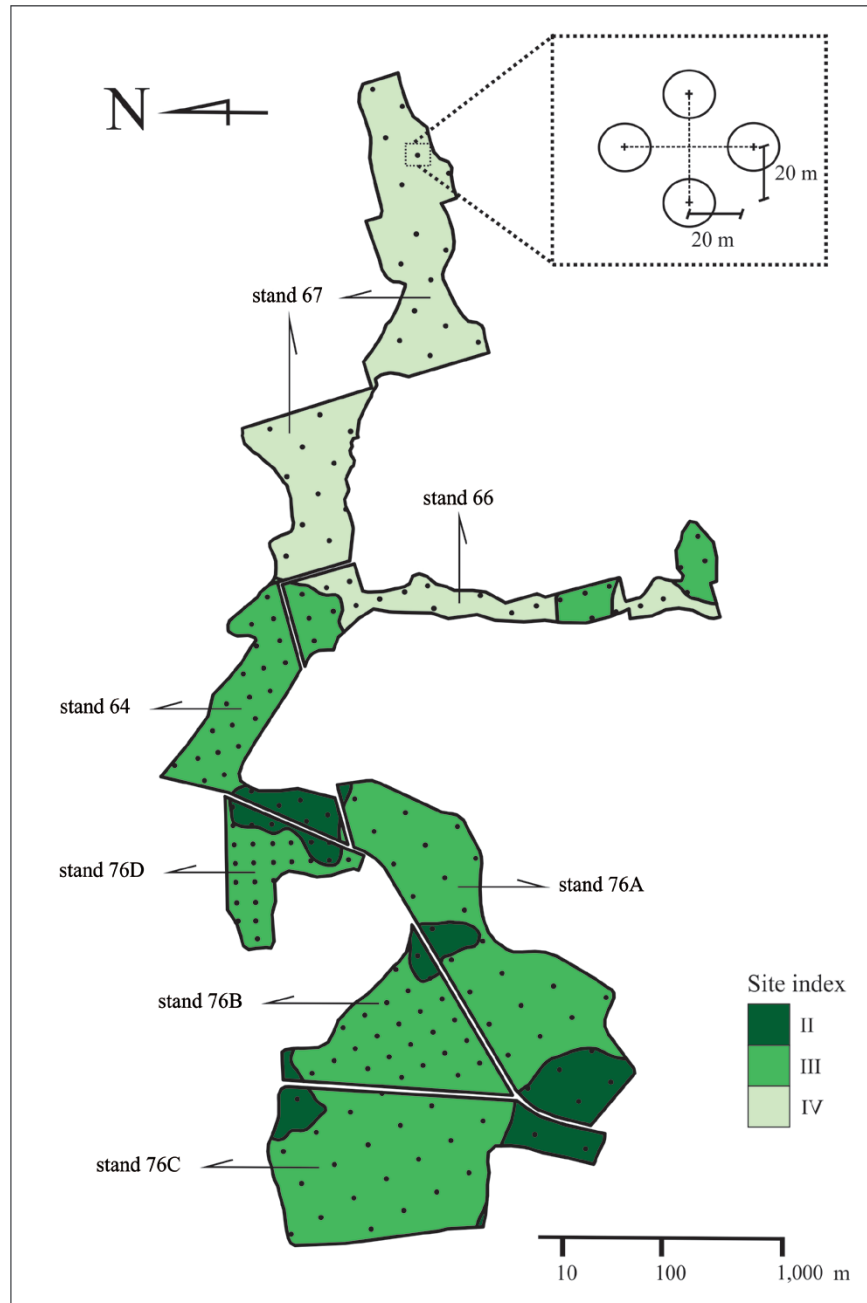 N
20 m
20 m
stand 67
stand 66
stand 64
stand 76D
stand 76A
stand 76B
stand 76C
Site index
II
III
IV
10 100 1,000 m